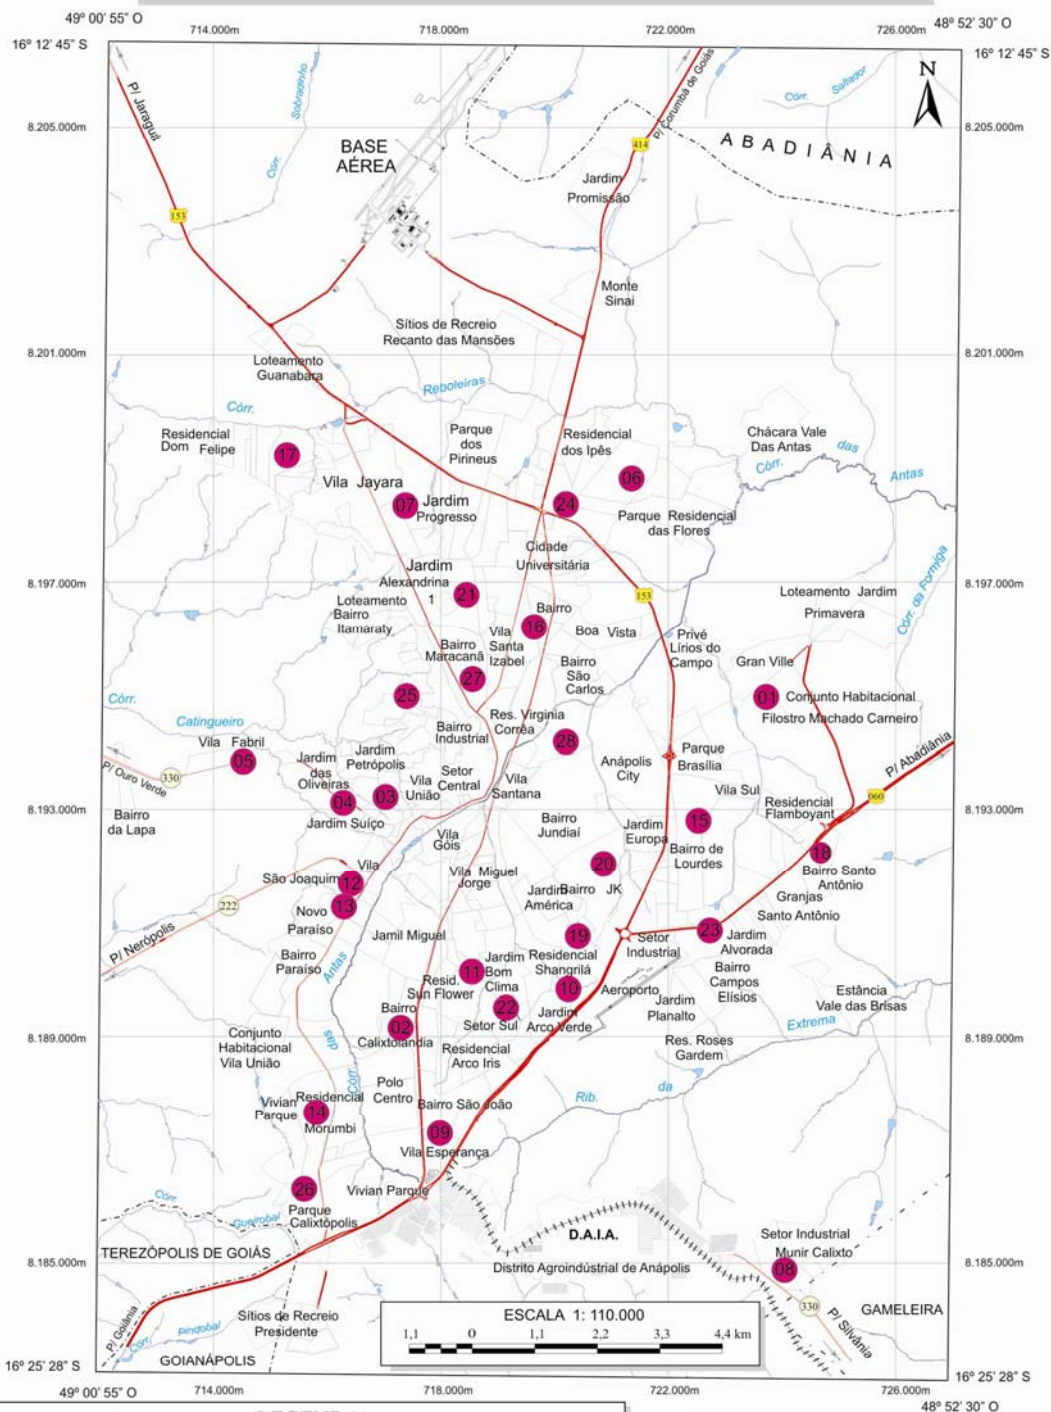 49° 00' 55" O
714.000m
718.000m
722.000m
726.000m
48° 52' 30" O
16° 12' 45" S
16° 12' 45" S
N
P/ Jaraguá
Córr. Sobradinho
P/ Corumbá de Goiás
Córr. Saltador
8.205.000m
8.205.000m
BASE
AÉREA
414
ABADIÂNIA
Jardim
Promissão
153
Monte
Sinai
Sítios de Recreio
Recanto das Mansões
8.201.000m
8.201.000m
Loteamento
Guanabara
Córr. Reboleiras
Residencial
Dom Felipe
17
Parque
dos
Pirineus
Residencial
dos Ipês
06
Chácara Vale
Das Antas
Córr. das Antas
Vila Jayara
07
Jardim
Progresso
24
Parque Residencial
das Flores
Cidade
Universitária
Jardim
Alexandrina
1
21
8.197.000m
8.197.000m
153
Loteamento Jardim
Primavera
Córr. da Formiga
Loteamento
Bairro
Itamaraty
16
Bairro
Boa Vista
Bairro
Maracanã
27
Vila
Santa
Izabel
Privé
Lírios do
Campo
Bairro
São
Carlos
Gran Ville
01
Conjunto Habitacional
Filostro Machado Carneiro
Córr.
Catingueiro
25
Res. Virginia
Corrêa
28
Bairro
Industrial
Vila Fabril
05
P/ Ouro Verde
330
Jardim
das
Oliveiras
04
Jardim
Petrópolis
03
Vila
União
Setor
Central
Vila
Santana
Anápolis
City
Parque
Brasília
P/ Abadiânia
060
Vila Sul
8.193.000m
8.193.000m
Bairro
da Lapa
Jardim Suíço
Vila
Góis
Bairro
Jundiaí
Jardim
Europa
15
Bairro de
Lourdes
Residencial
Flamboyant
18
Bairro Santo
Antônio
Vila
São Joaquim
12
Vila Miguel
Jorge
20
Bairro JK
Jardim
América
Granjas
Santo Antônio
222
13
Novo
Paraíso
P/ Nerópolis
Jamil Miguel
19
23
Setor
Industrial
Jardim
Alvorada
Bairro
Paraíso
Córr. das Antas
11
Jardim
Bom
Clima
Residencial
Shangrilá
10
Aeroporto
Bairro
Campos
Elísios
Resid.
Sun Flower
22
Setor Sul
Jardim
Arco Verde
Jardim
Planalto
Estância
Vale das Brisas
Bairro
02
Calixtolândia
8.189.000m
8.189.000m
Conjunto
Habitacional
Vila União
Residencial
Arco Iris
Res. Roses
Gardem
Rib. da Extrema
Polo
Centro
Vivian
Parque
14
Residencial
Morumbi
Bairro São João
09
Vila Esperança
26
Parque
Calixtópolis
Vivian Parque
Córr.
Guarirobal
D.A.I.A.
Distrito Agroindústrial de Anápolis
Setor Industrial
Munir Calixto
08
TEREZÓPOLIS DE GOIÁS
8.185.000m
8.185.000m
330
P/ Silvânia
GAMELEIRA
P/ Goiânia
Córr. Pindobal
Sítios de Recreio
Presidente
GOIANÁPOLIS
ESCALA 1: 110.000
1,1 0 1,1 2,2 3,3 4,4 km
16° 25' 28" S
16° 25' 28" S
49° 00' 55" O
714.000m
718.000m
722.000m
726.000m
48° 52' 30" O